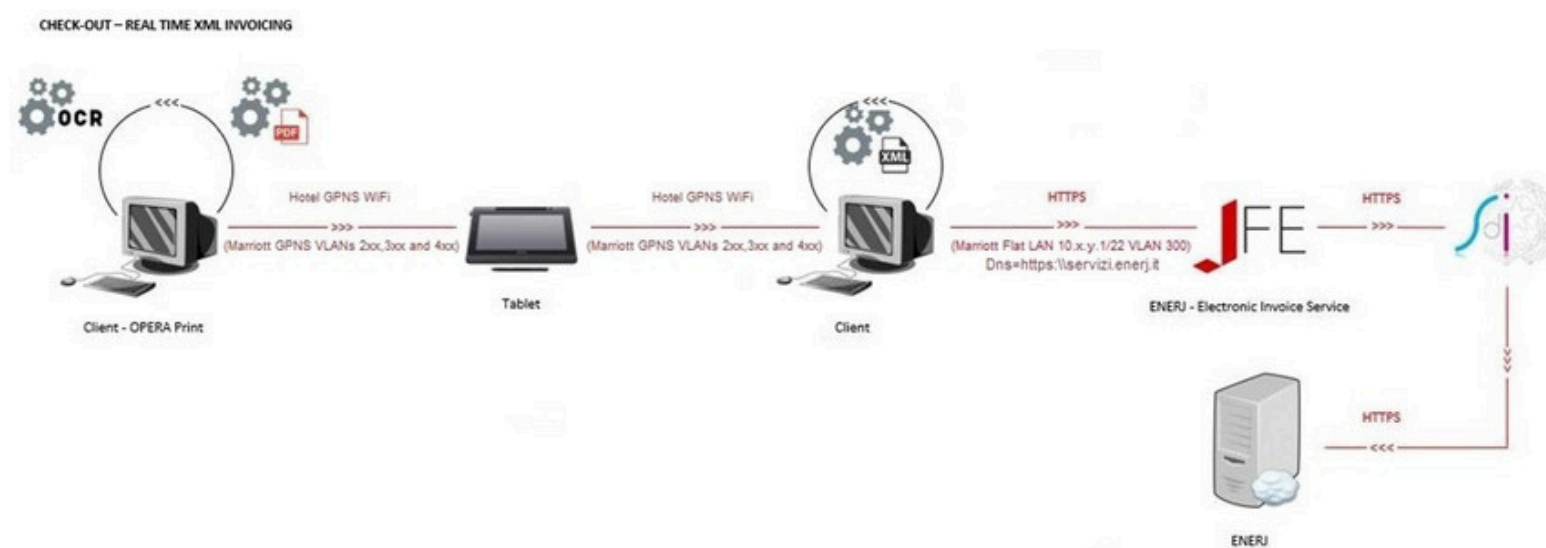 CHECK-OUT – REAL TIME XML INVOICING
OCR
<<<
PDF
<<<
XML
Hotel GPNS WiFi
>>>
(Marriott GPNS VLANs 2xx,3xx and 4xx)
Hotel GPNS WiFi
>>>
(Marriott GPNS VLANs 2xx,3xx and 4xx)
HTTPS
>>>
(Marriott Flat LAN 10.x.y.1/22 VLAN 300)
Dns=https:\\servizi.enerj.it
JFE
HTTPS
>>>
Sdi
Client - OPERA Print
Tablet
Client
ENERJ - Electronic Invoice Service
>>>
HTTPS
<<<
ENERJ